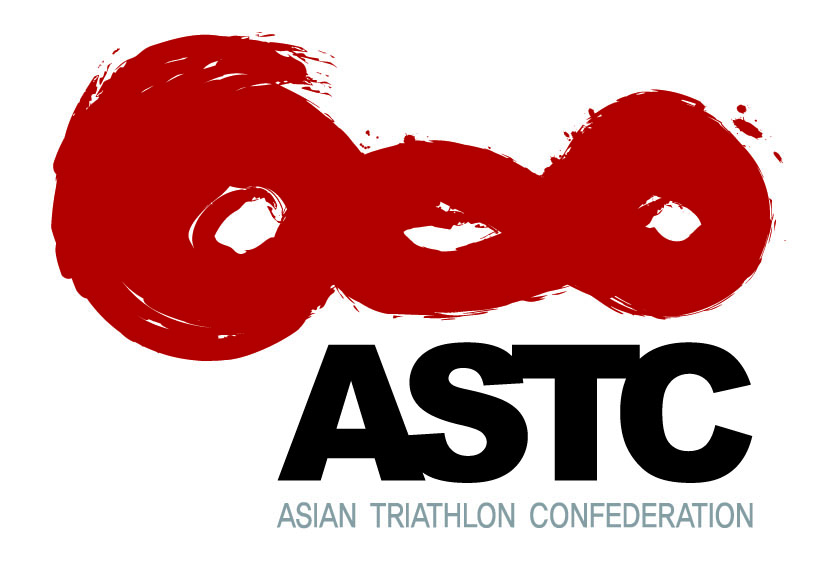 ASTC
ASIAN TRIATHLON CONFEDERATION